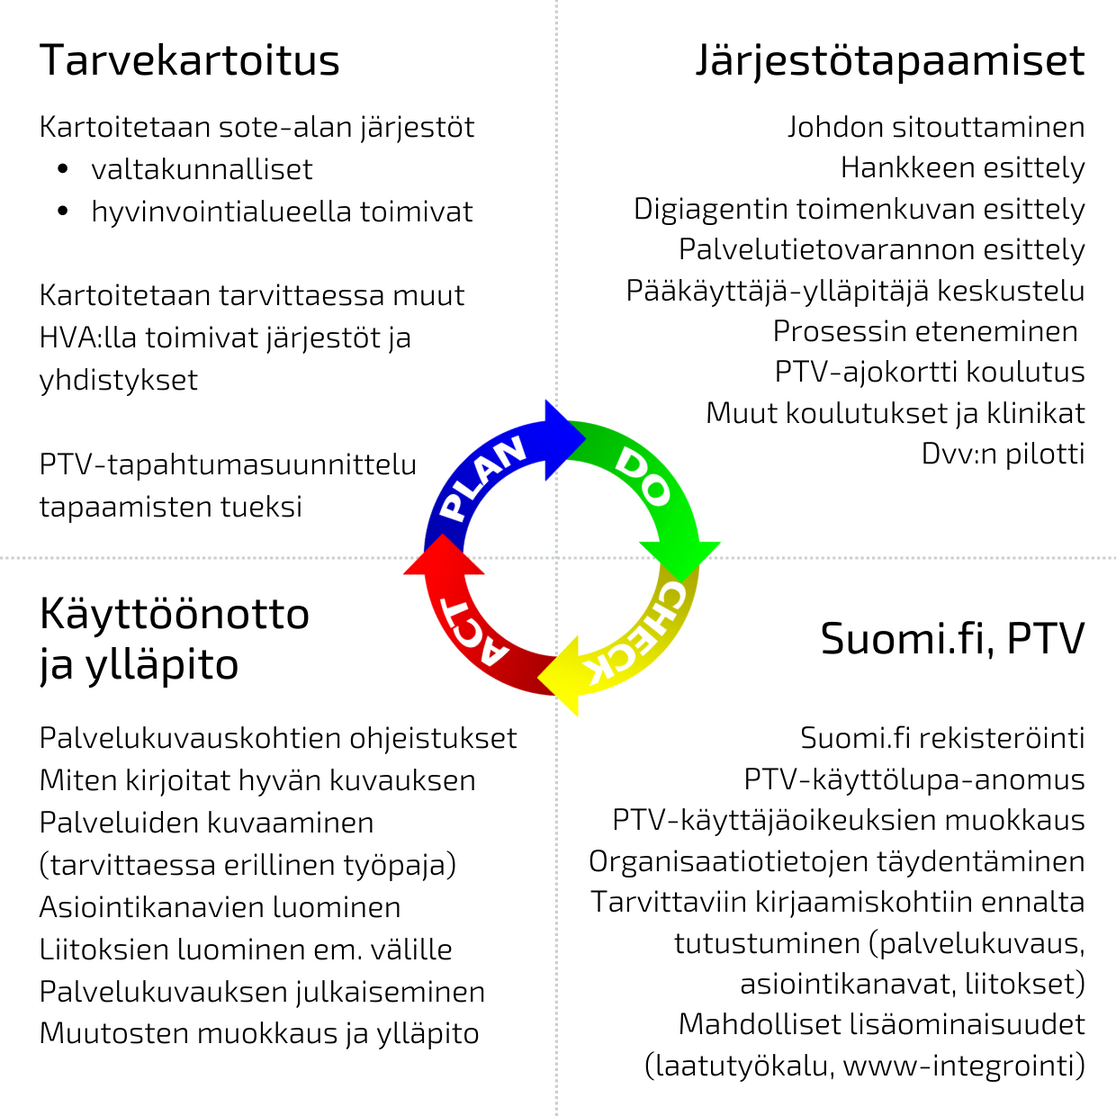 Tarvekartoitus
Kartoitetaan sote-alan järjestöt
• valtakunnalliset
• hyvinvointialueella toimivat
Kartoitetaan tarvittaessa muut
HVA:lla toimivat järjestöt ja
yhdistykset
PTV-tapahtumasuunnittelu
tapaamisten tueksi
Järjestötapaamiset
Johdon sitouttaminen
Hankkeen esittely
Digiagentin toimenkuvan esittely
Palvelutietovarannon esittely
Pääkäyttäjä-ylläpitäjä keskustelu
Prosessin eteneminen
PTV-ajokortti koulutus
Muut koulutukset ja klinikat
Dvv:n pilotti
PLAN
DO
CHECK
ACT
Käyttöönotto
ja ylläpito
Palvelukuvauskohtien ohjeistukset
Miten kirjoitat hyvän kuvauksen
Palveluiden kuvaaminen
(tarvittaessa erillinen työpaja)
Asiointikanavien luominen
Liitoksien luominen em. välille
Palvelukuvauksen julkaiseminen
Muutosten muokkaus ja ylläpito
Suomi.fi, PTV
Suomi.fi rekisteröinti
PTV-käyttölupa-anomus
PTV-käyttäjäoikeuksien muokkaus
Organisaatiotietojen täydentäminen
Tarvittaviin kirjaamiskohtiin ennalta
tutustuminen (palvelukuvaus,
asiointikanavat, liitokset)
Mahdolliset lisäominaisuudet
(laatutyökalu, www-integrointi)